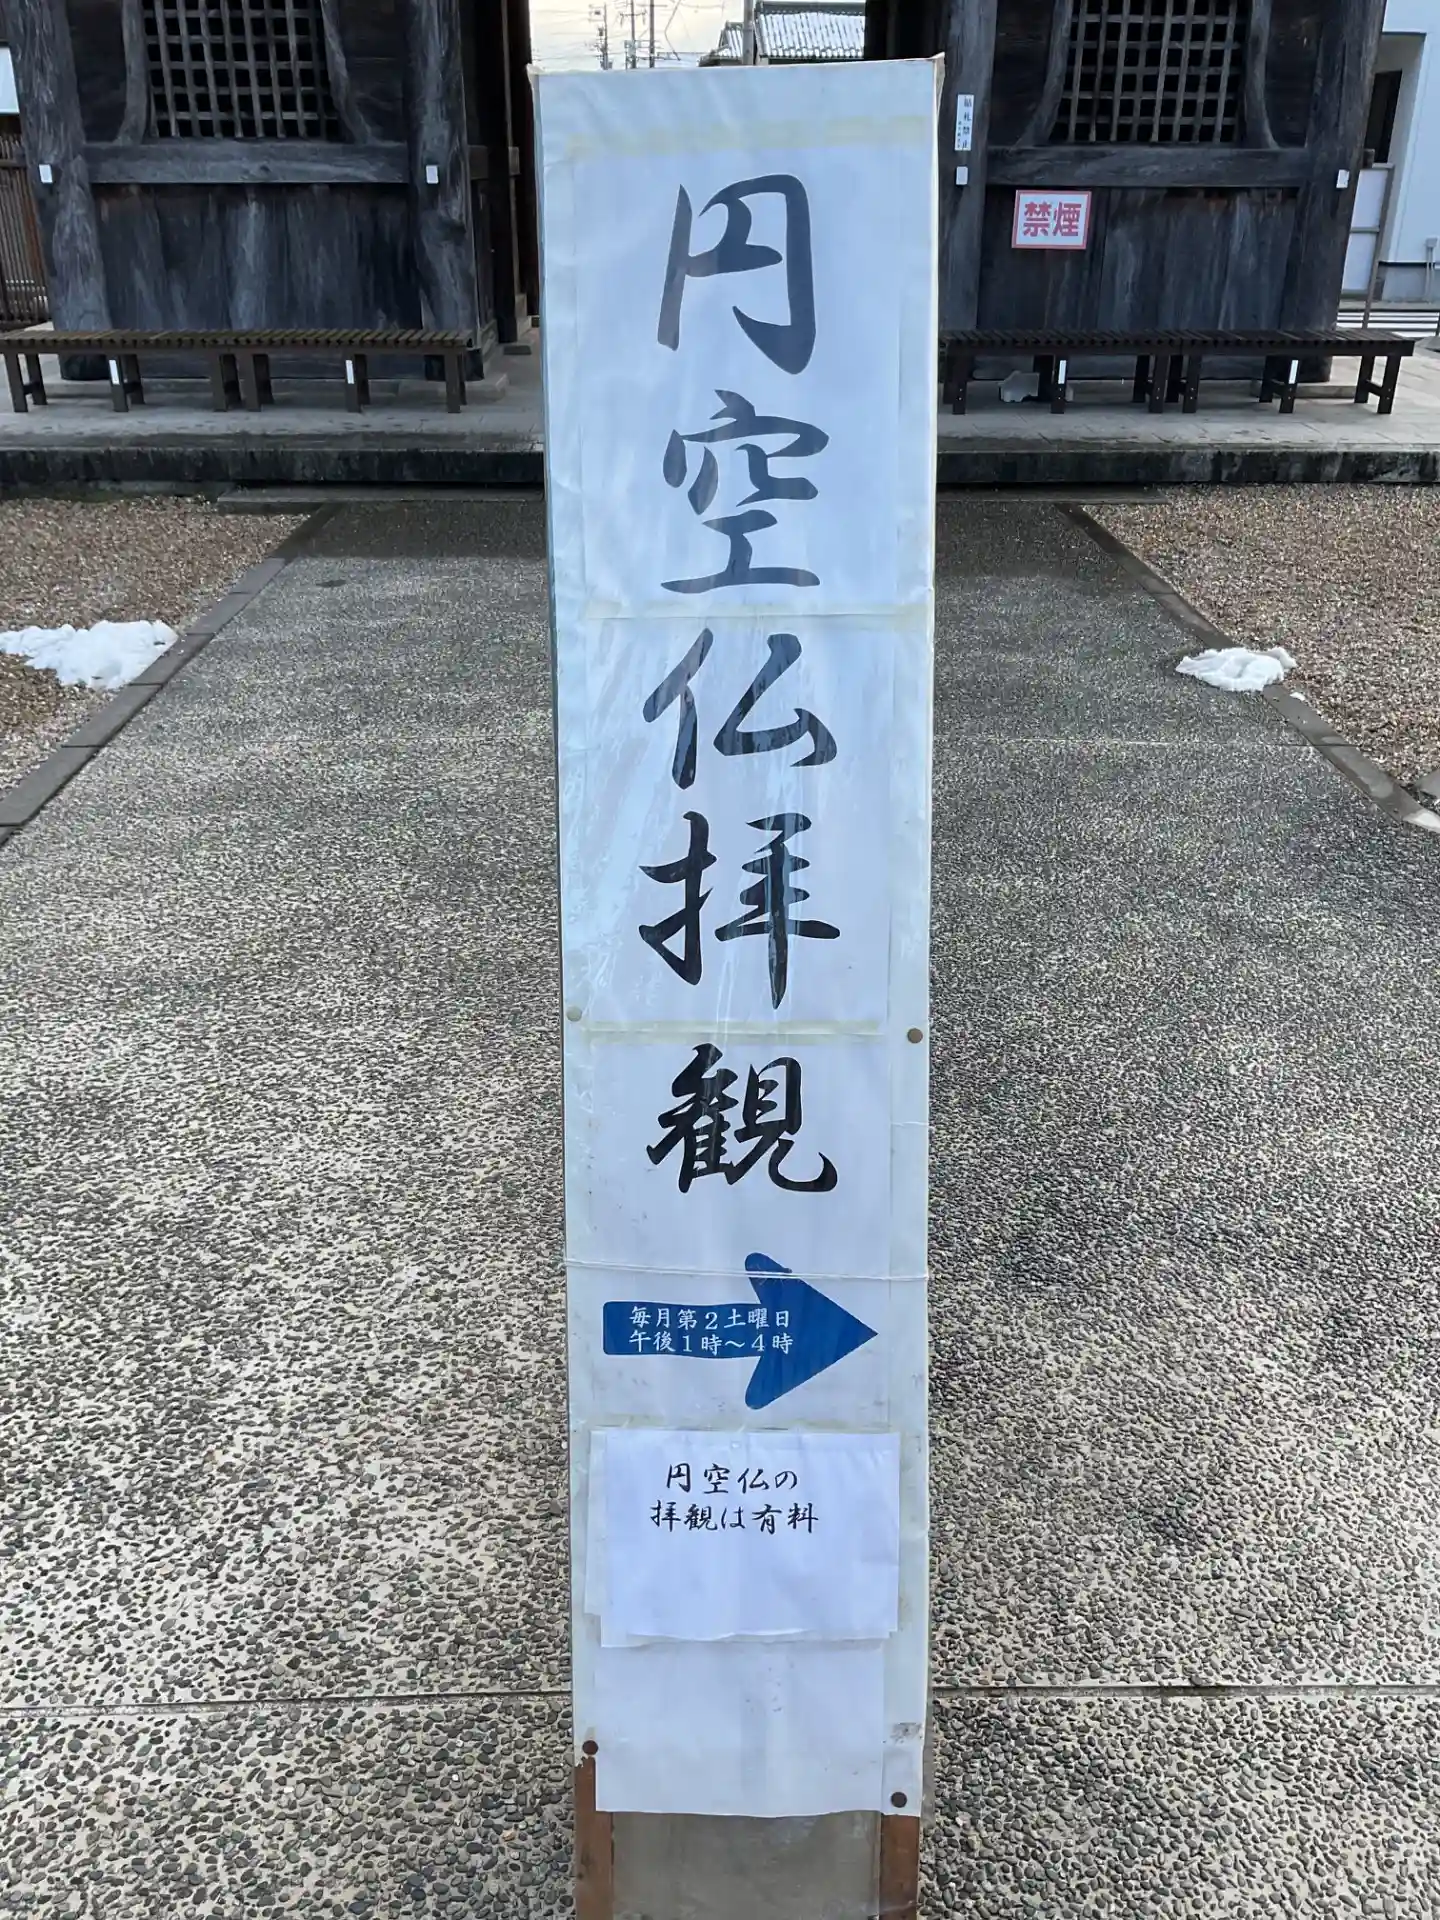 円空仏拝観
毎月第2土曜日
午後1時〜4時
円空仏の
拝観は有料
禁煙